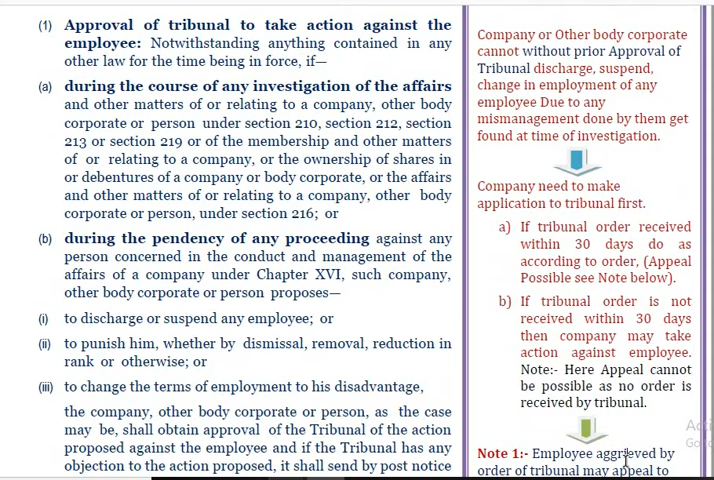 (1) Approval of tribunal to take action against the
employee: Notwithstanding anything contained in any
other law for the time being in force, if—
(a) during the course of any investigation of the affairs
and other matters of or relating to a company, other body
corporate or person under section 210, section 212, section
213 or section 219 or of the membership and other matters
of or relating to a company, or the ownership of shares in
or debentures of a company or body corporate, or the affairs
and other matters of or relating to a company, other body
corporate or person, under section 216; or
(b) during the pendency of any proceeding against any
person concerned in the conduct and management of the
affairs of a company under Chapter XVI, such company,
other body corporate or person proposes—
(i) to discharge or suspend any employee; or
(ii) to punish him, whether by dismissal, removal, reduction in
rank or otherwise; or
(iii) to change the terms of employment to his disadvantage,
the company, other body corporate or person, as the case
may be, shall obtain approval of the Tribunal of the action
proposed against the employee and if the Tribunal has any
objection to the action proposed, it shall send by post notice
Company or Other body corporate
cannot without prior Approval of
Tribunal discharge, suspend,
change in employment of any
employee Due to any
mismanagement done by them get
found at time of investigation.
Company need to make
application to tribunal first.
a) If tribunal order received
within 30 days do as
according to order, (Appeal
Possible see Note below).
b) If tribunal order is not
received within 30 days
then company may take
action against employee.
Note:- Here Appeal cannot
be possible as no order is
received by tribunal.
Note 1:- Employee aggrieved by
order of tribunal may appeal to